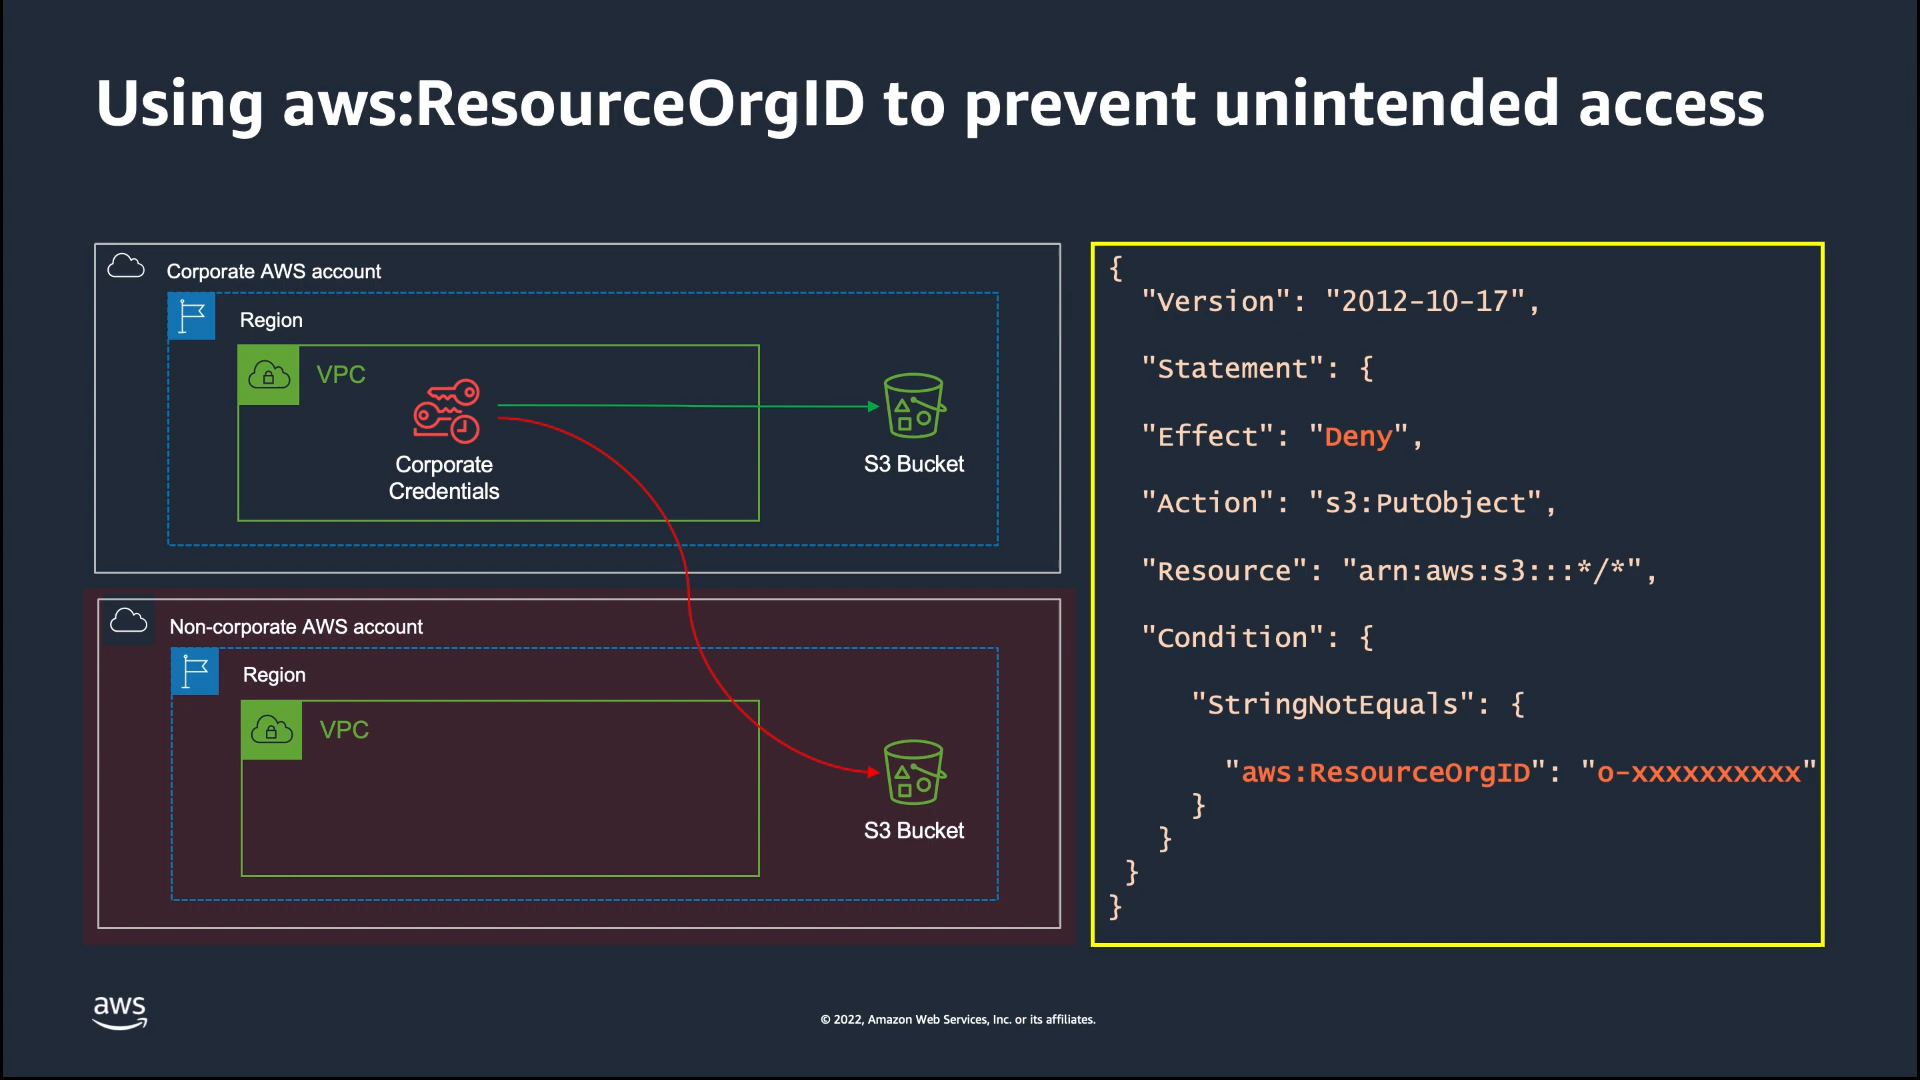 Using aws:ResourceOrgID to prevent unintended access
Corporate AWS account
Region
VPC
Corporate
Credentials
S3 Bucket
Non-corporate AWS account
Region
VPC
S3 Bucket
{
"Version": "2012-10-17",
"Statement": {
"Effect": "Deny",
"Action": "s3:PutObject",
"Resource": "arn:aws:s3:::*/*",
"Condition": {
"StringNotEquals": {
"aws:ResourceOrgID": "o-xxxxxxxxxx"
}
}
}
}
aws
© 2022, Amazon Web Services, Inc. or its affiliates.